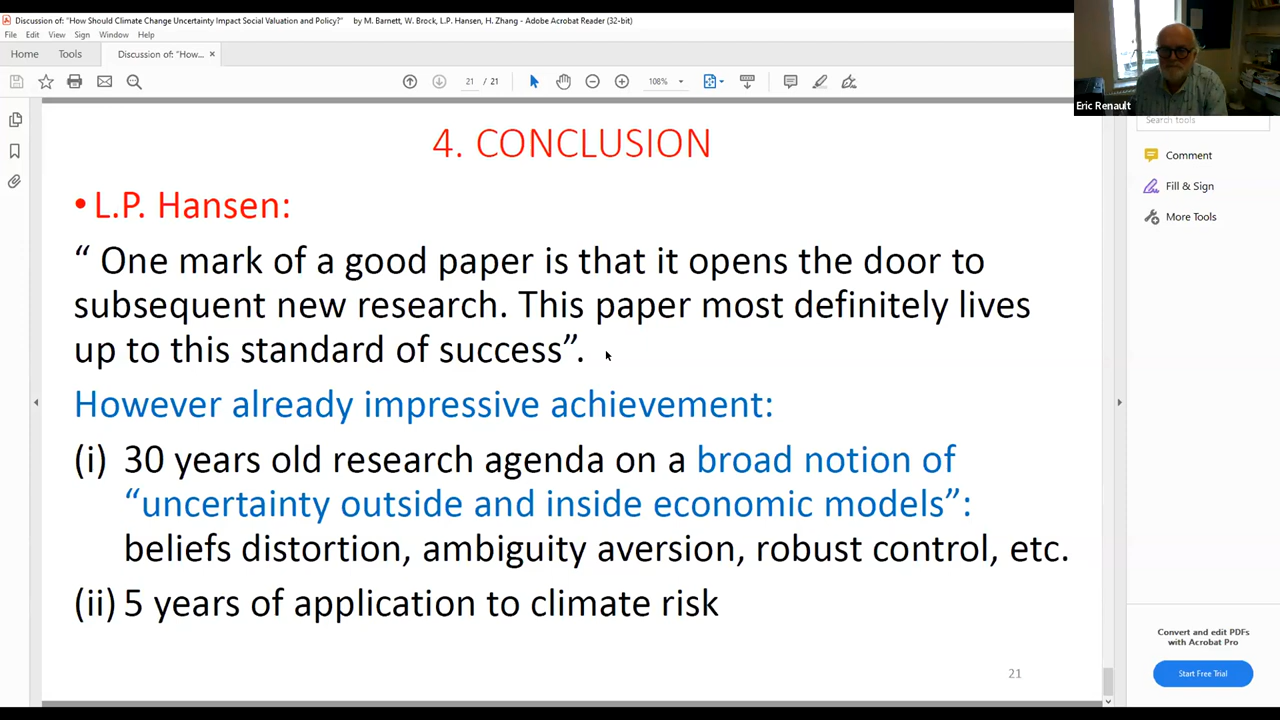 Discussion of: "How Should Climate Change Uncertainty Impact Social Valuation and Policy?" by M. Barnett, W. Brock, L.P. Hansen, H. Zhang - Adobe Acrobat Reader (32-bit)
File Edit View Sign Window Help
Home Tools Discussion of: "How... ×
21 / 21 108%
Eric Renault
Search tools
Comment
Fill & Sign
More Tools
4. CONCLUSION
• L.P. Hansen:
“ One mark of a good paper is that it opens the door to
subsequent new research. This paper most definitely lives
up to this standard of success”.
However already impressive achievement:
(i) 30 years old research agenda on a broad notion of
“uncertainty outside and inside economic models”:
beliefs distortion, ambiguity aversion, robust control, etc.
(ii) 5 years of application to climate risk
21
Convert and edit PDFs
with Acrobat Pro
Start Free Trial